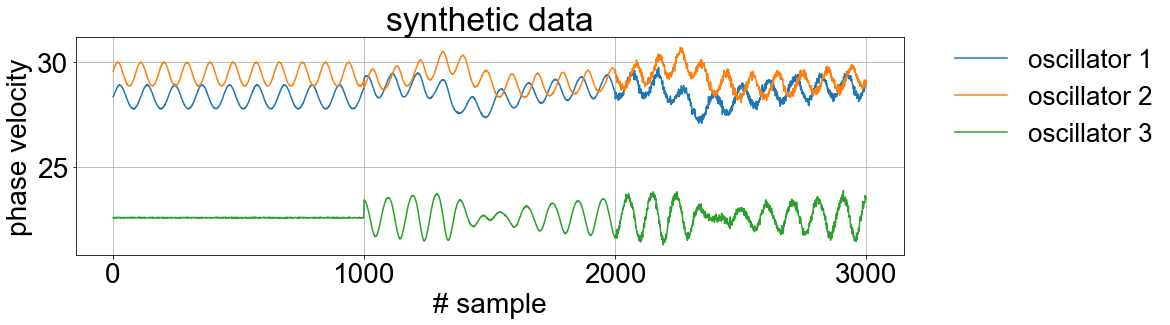 synthetic data
phase velocity
30
25
0 1000 2000 3000
# sample
oscillator 1
oscillator 2
oscillator 3